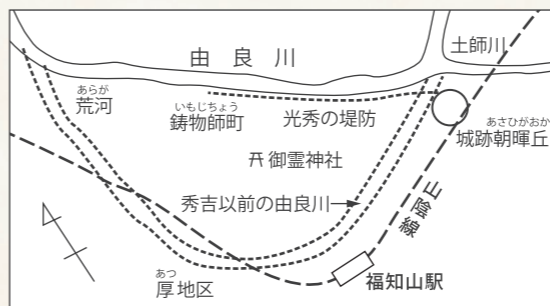 由良川
土師川
あらが
荒河
いもじちょう
鋳物師町
光秀の堤防
あさひがおか
城跡朝暉丘
御霊神社
秀吉以前の由良川
山陰線
あつ
厚地区
福知山駅